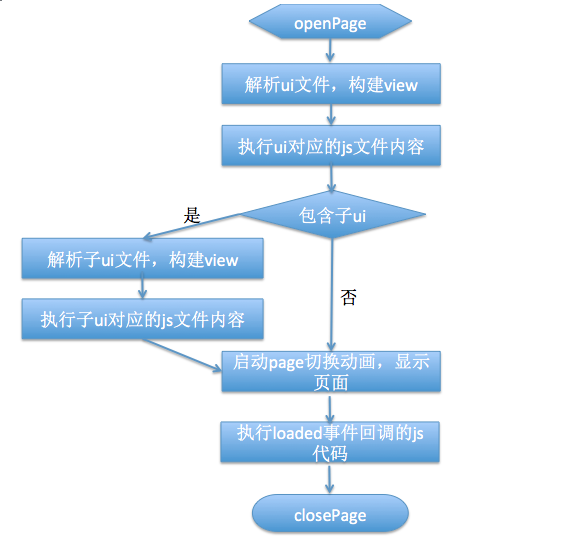 openPage
解析ui文件，构建view
执行ui对应的js文件内容
包含子ui
是
解析子ui文件，构建view
执行子ui对应的js文件内容
否
启动page切换动画，显示
页面
执行loaded事件回调的js
代码
closePage